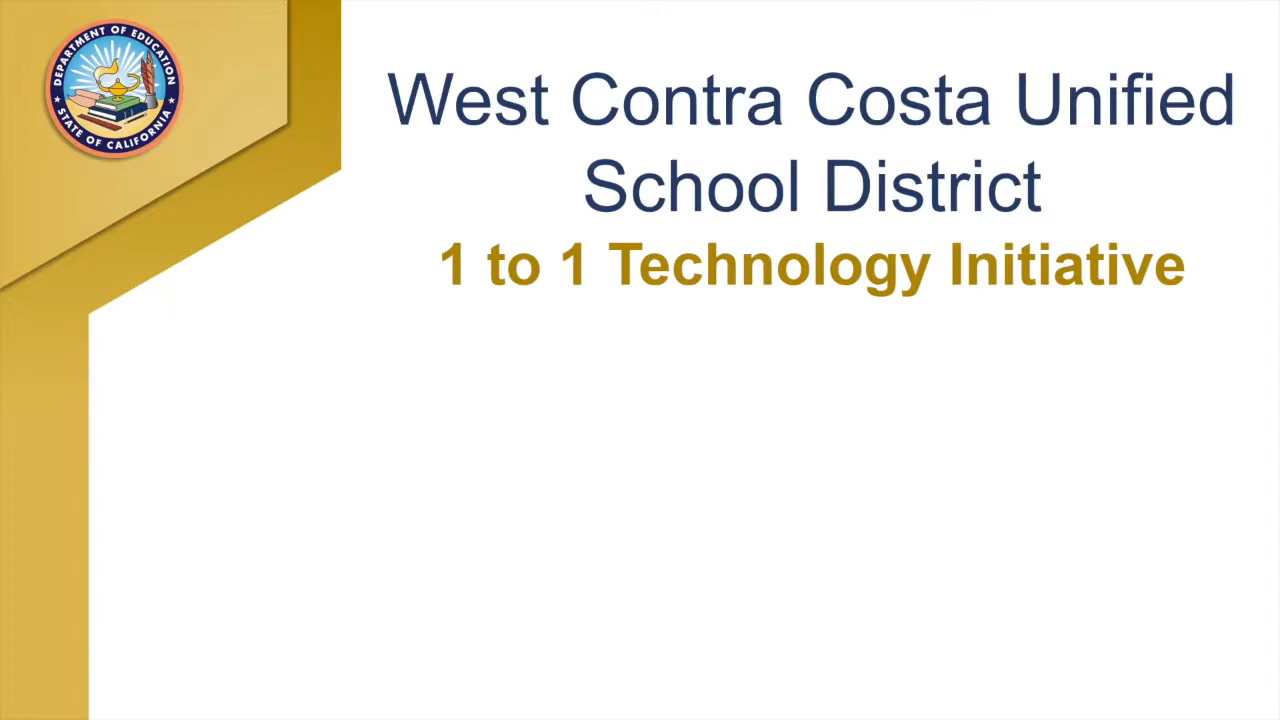 DEPARTMENT OF EDUCATION
STATE OF CALIFORNIA
West Contra Costa Unified
School District
1 to 1 Technology Initiative